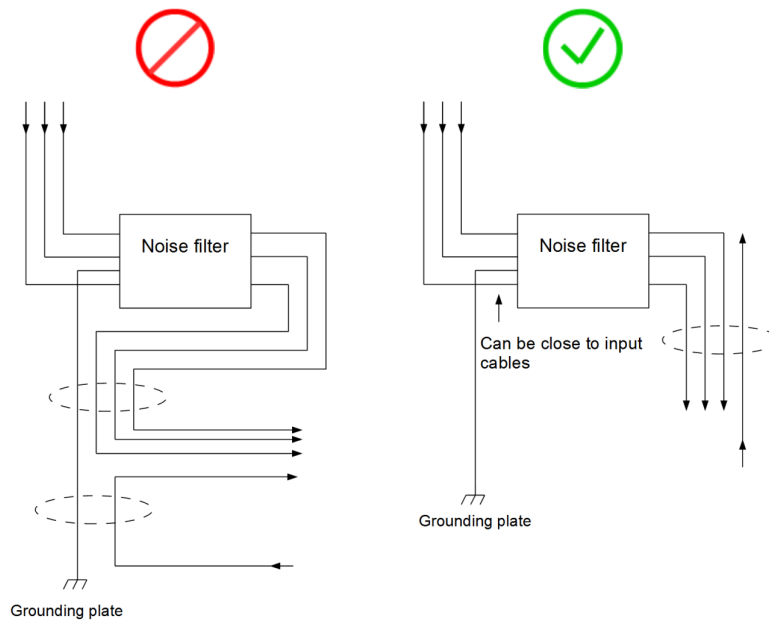 Noise filter
Grounding plate
Noise filter
Can be close to input
cables
Grounding plate